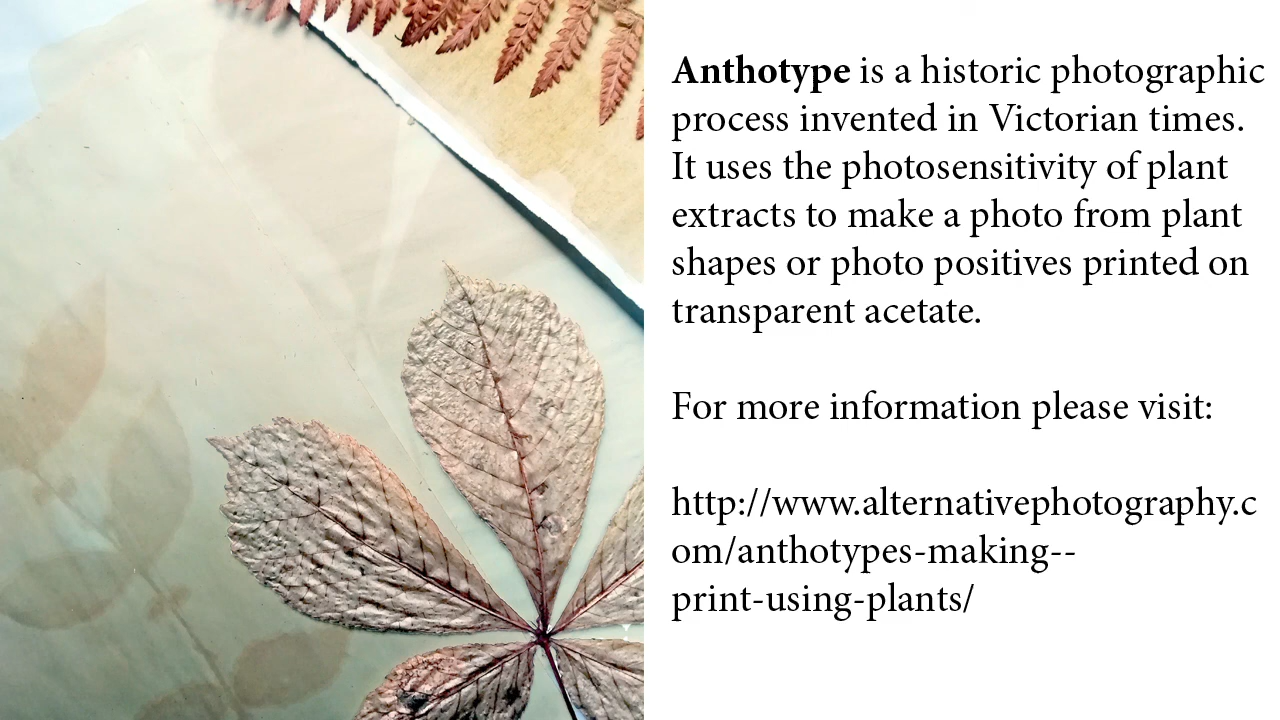 Anthotype is a historic photographic
process invented in Victorian times.
It uses the photosensitivity of plant
extracts to make a photo from plant
shapes or photo positives printed on
transparent acetate.
For more information please visit:
http://www.alternativephotography.c
om/anthotypes-making--
print-using-plants/